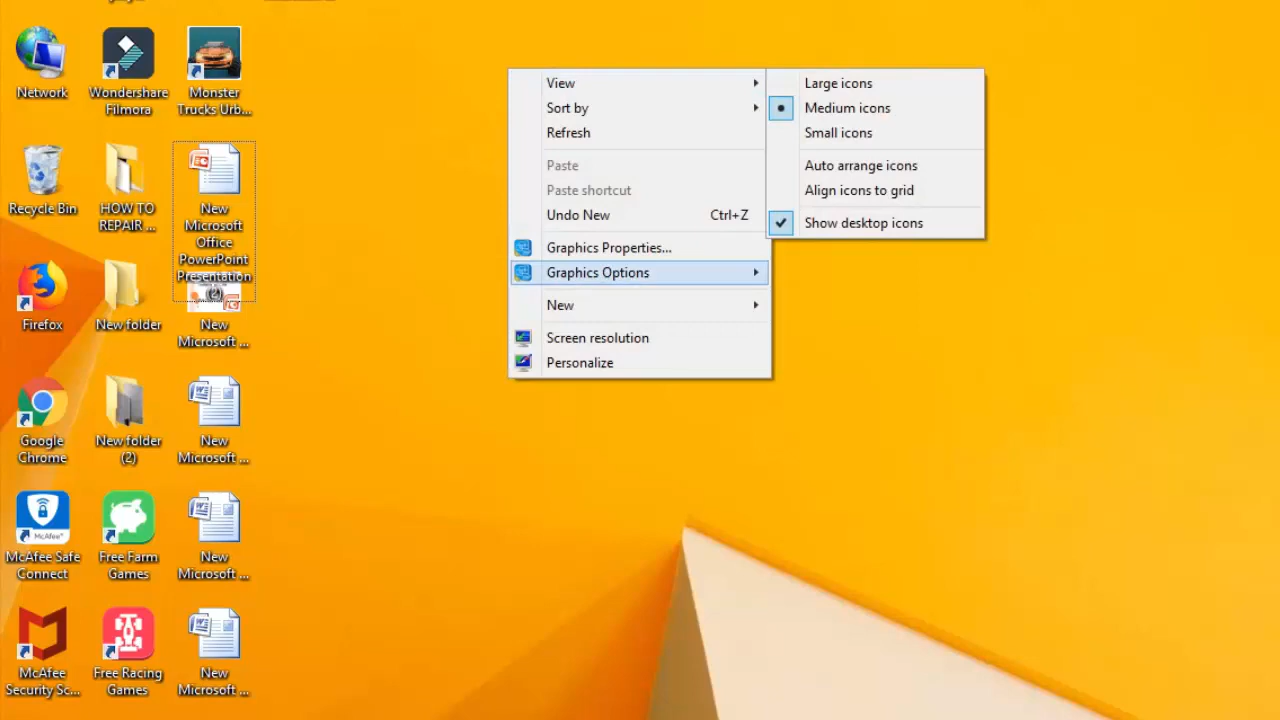 Network
Wondershare
Filmora
Monster
Trucks Urb...
Recycle Bin
HOW TO
REPAIR ...
New
Microsoft
Office
PowerPoint
Presentation
(2)
Firefox
New folder
New
Microsoft ...
Google
Chrome
New folder
(2)
New
Microsoft ...
McAfee™
McAfee Safe
Connect
Free Farm
Games
New
Microsoft ...
McAfee
Security Sc...
Free Racing
Games
New
Microsoft ...
View
Sort by
Refresh
Paste
Paste shortcut
Undo New Ctrl+Z
Graphics Properties...
Graphics Options
New
Screen resolution
Personalize
Large icons
Medium icons
Small icons
Auto arrange icons
Align icons to grid
Show desktop icons